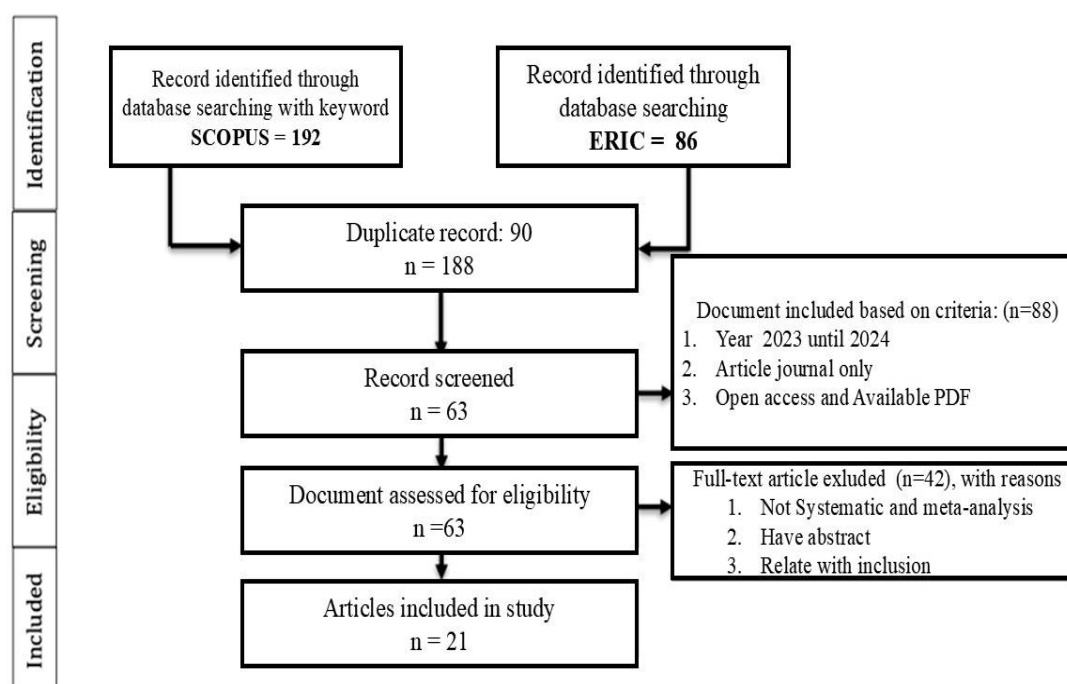 Identification
Record identified through
database searching with keyword
SCOPUS = 192
Record identified through
database searching
ERIC = 86
Screening
Duplicate record: 90
n = 188
Document included based on criteria: (n=88)
1. Year 2023 until 2024
2. Article journal only
3. Open access and Available PDF
Record screened
n = 63
Eligibility
Document assessed for eligibility
n =63
Full-text article exluded (n=42), with reasons
1. Not Systematic and meta-analysis
2. Have abstract
3. Relate with inclusion
Included
Articles included in study
n = 21